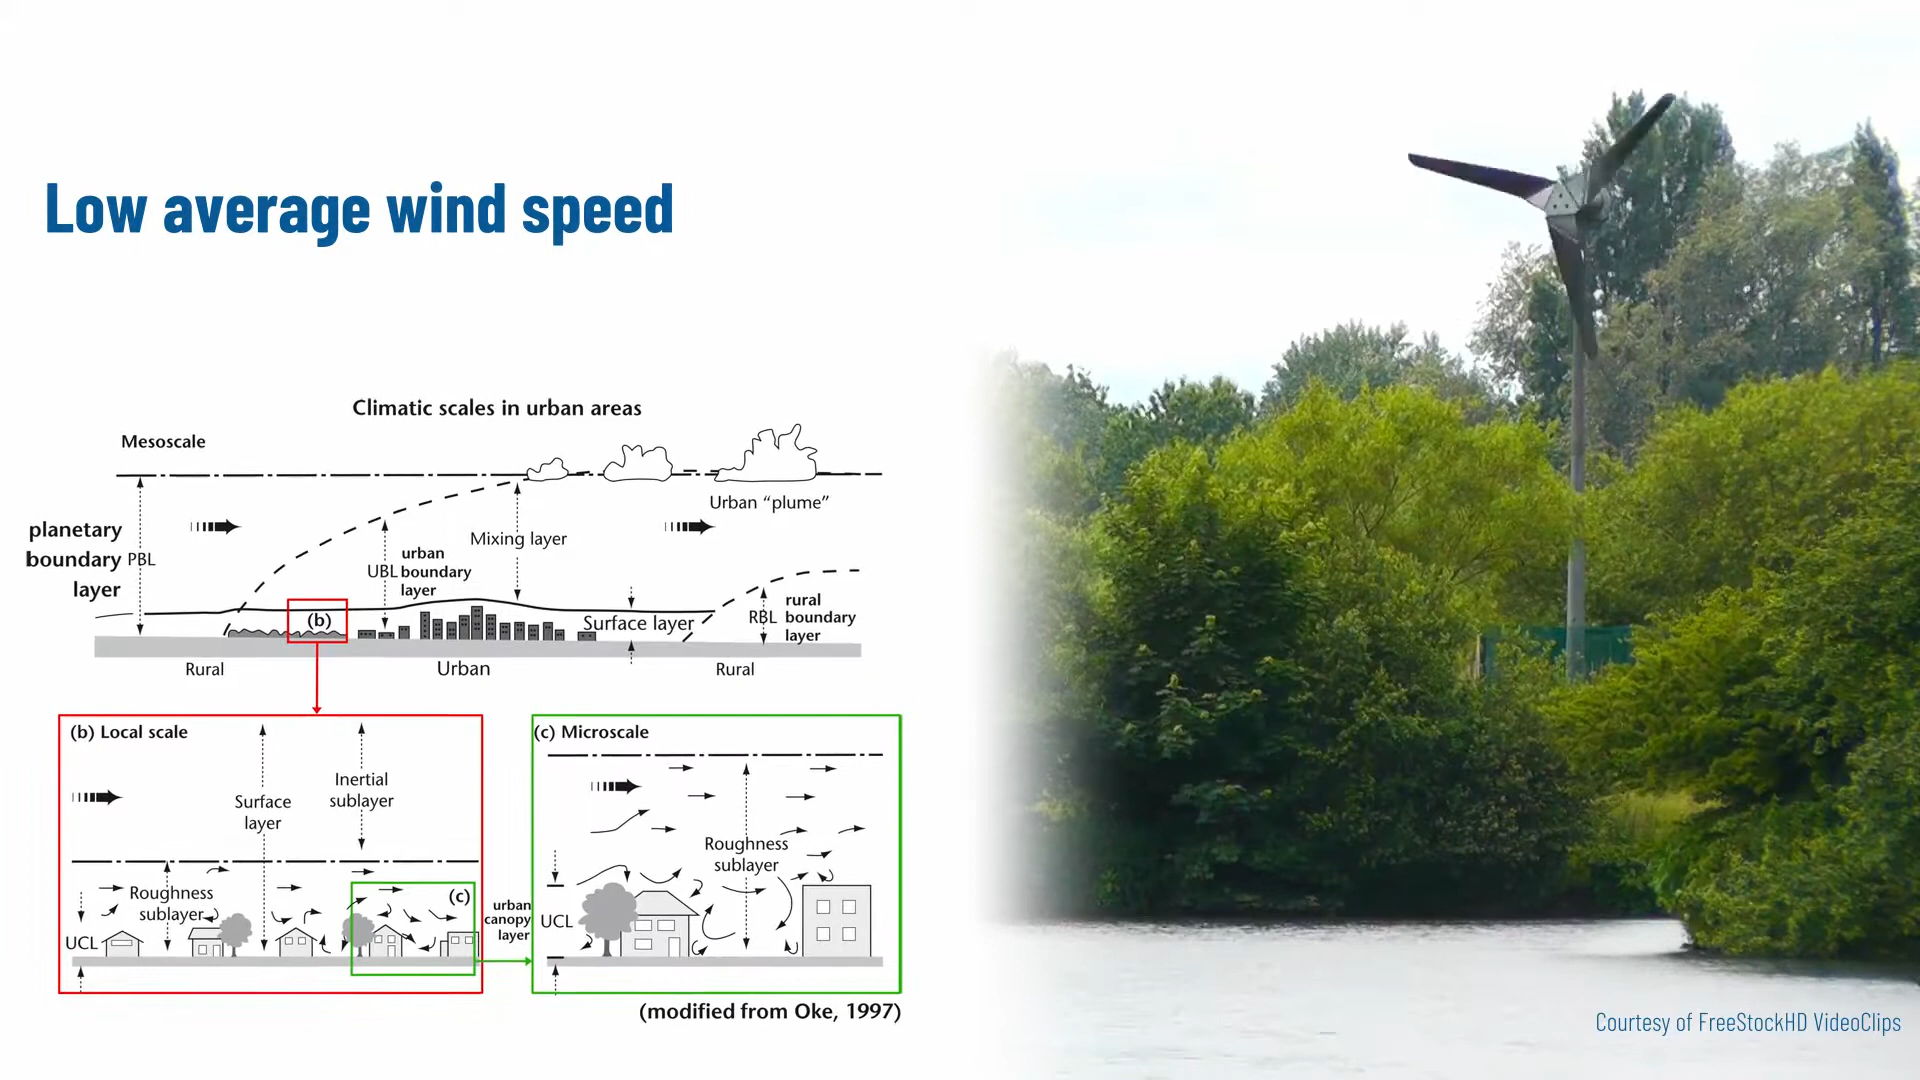 Low average wind speed
Climatic scales in urban areas
Mesoscale
Urban “plume”
planetary
boundary
layer
PBL
Mixing layer
UBL
urban
boundary
layer
(b)
Surface layer
RBL
rural
boundary
layer
Rural
Urban
Rural
(b) Local scale
Inertial
sublayer
Surface
layer
Roughness
sublayer
(c)
UCL
urban
canopy
layer
(c) Microscale
Roughness
sublayer
UCL
(modified from Oke, 1997)
Courtesy of FreeStockHD VideoClips